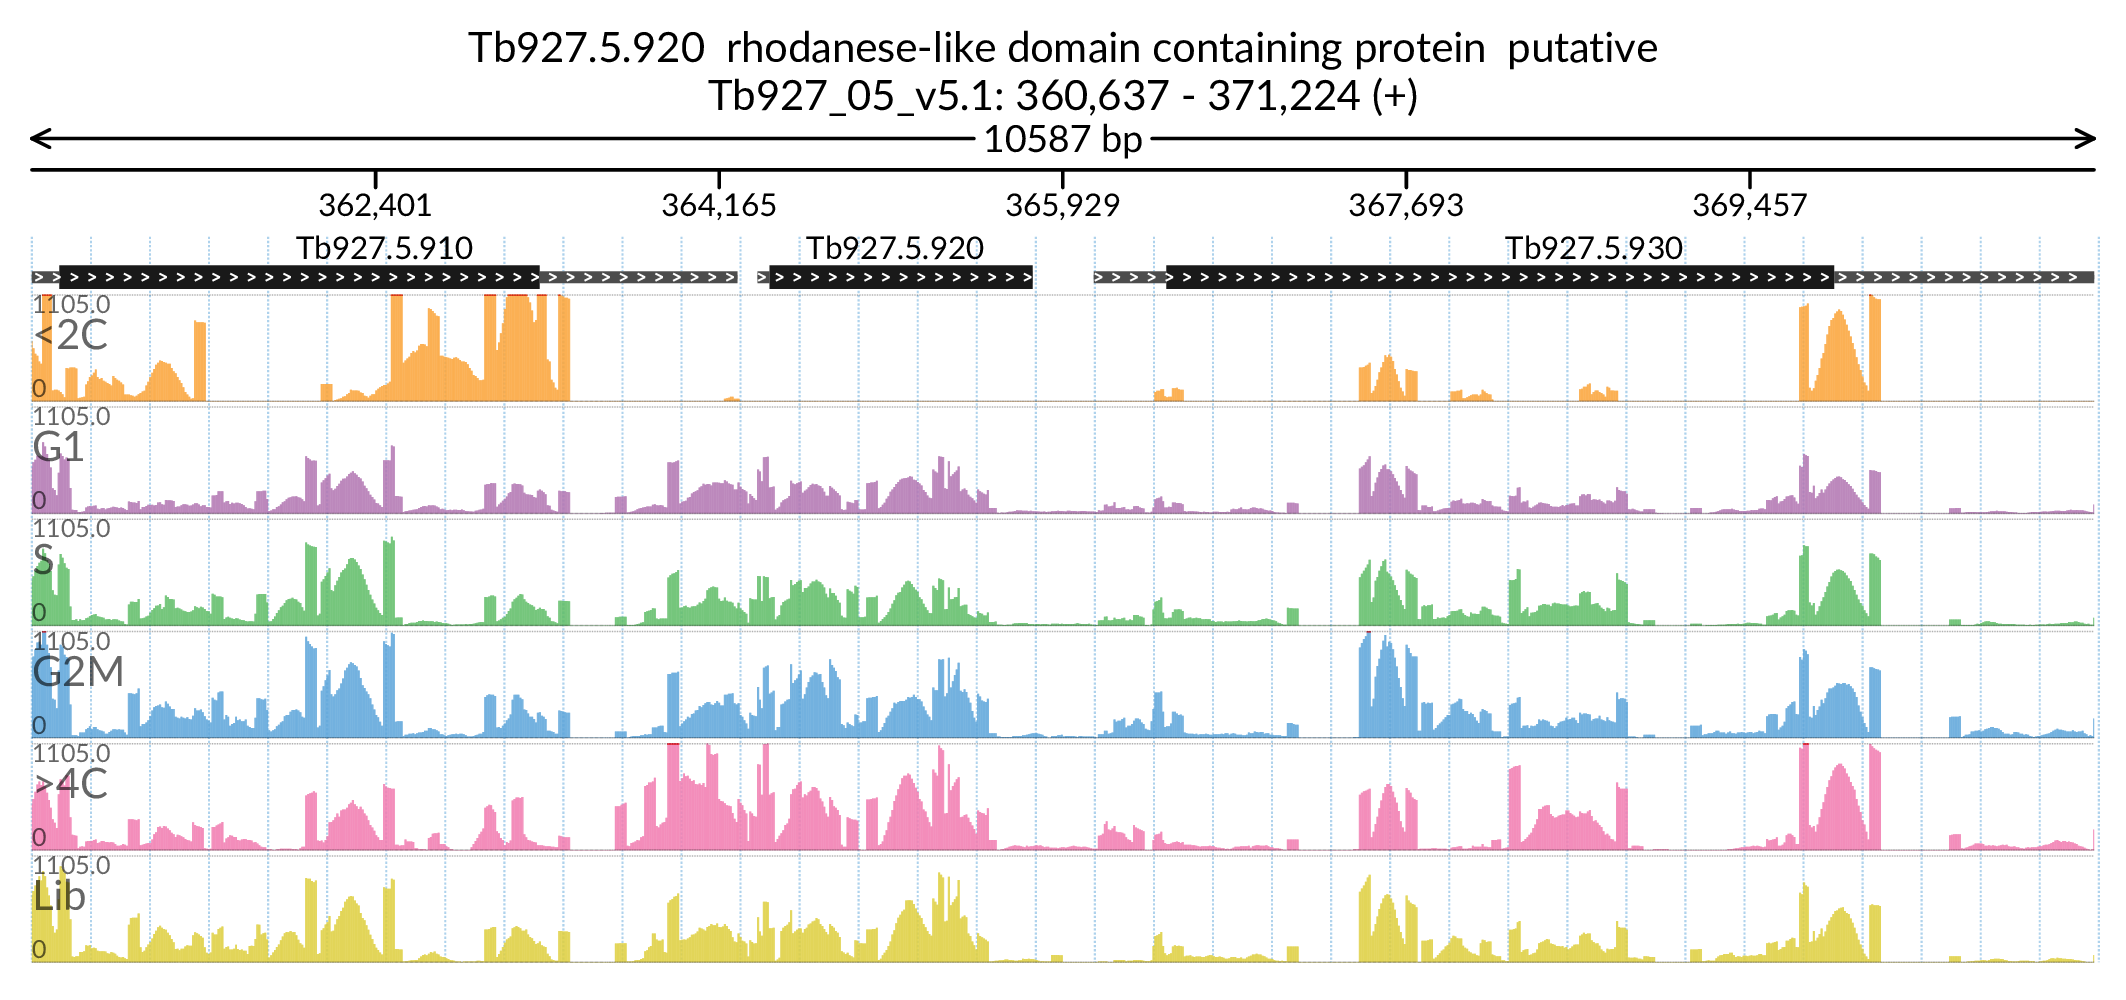 Tb927.5.920 rhodanese-like domain containing protein putative
Tb927_05_v5.1: 360,637 - 371,224 (+)
10587 bp
362,401 364,165 365,929 367,693 369,457
Tb927.5.910 Tb927.5.920 Tb927.5.930
1105.0
<2C
0
1105.0
G1
0
1105.0
S
0
1105.0
G2M
0
1105.0
>4C
0
1105.0
Lib
0